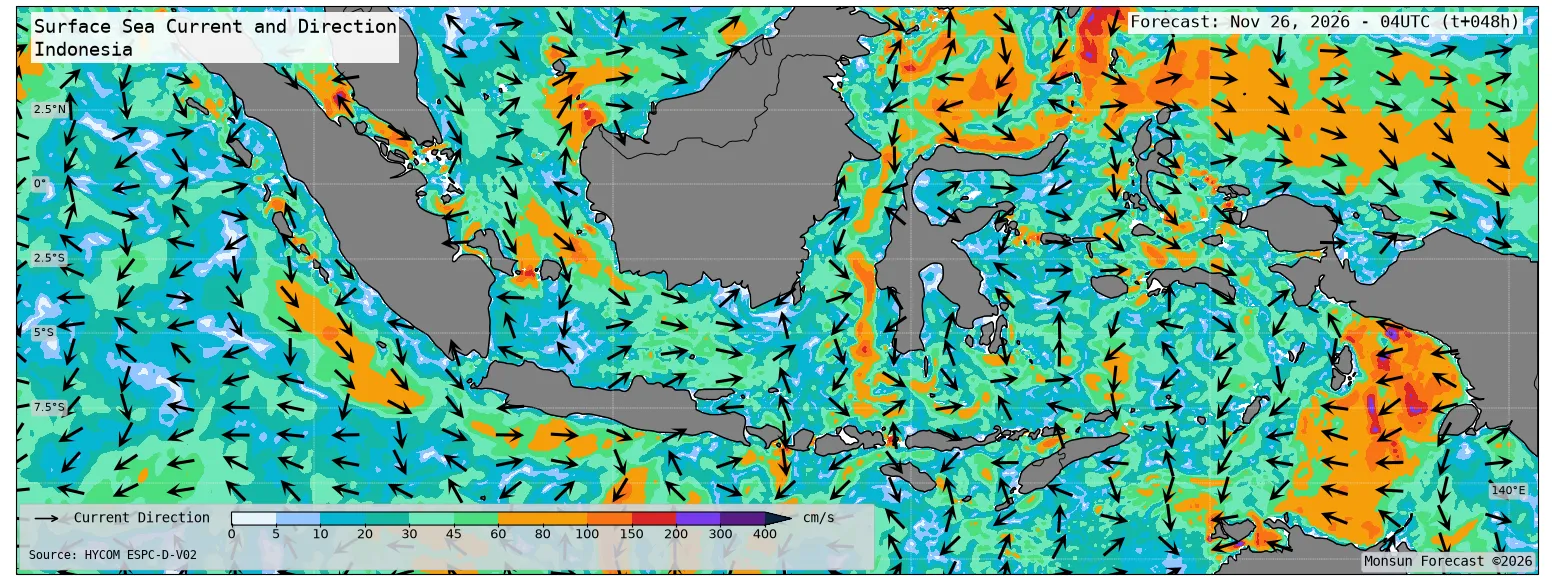 Surface Sea Current and Direction
Indonesia
Forecast: Nov 26, 2026 - 04UTC (t+048h)
2.5°N
0°
2.5°S
5°S
7.5°S
140°E
Current Direction
0 5 10 20 30 45 60 80 100 150 200 300 400
cm/s
Source: HYCOM ESPC-D-V02
Monsun Forecast ©2026